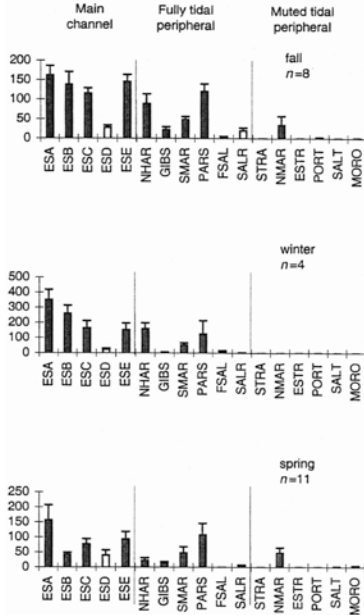 Main channel
Fully tidal peripheral
Muted tidal peripheral
fall
n=8
200
150
100
50
0
ESA ESB ESC ESD ESE NHAR GIBS SMAR PARS FSAL SALR STRA NMAR ESTR PORT SALT MORO
winter
n=4
500
400
300
200
100
0
ESA ESB ESC ESD ESE NHAR GIBS SMAR PARS FSAL SALR STRA NMAR ESTR PORT SALT MORO
spring
n=11
250
200
150
100
50
0
ESA ESB ESC ESD ESE NHAR GIBS SMAR PARS FSAL SALR STRA NMAR ESTR PORT SALT MORO